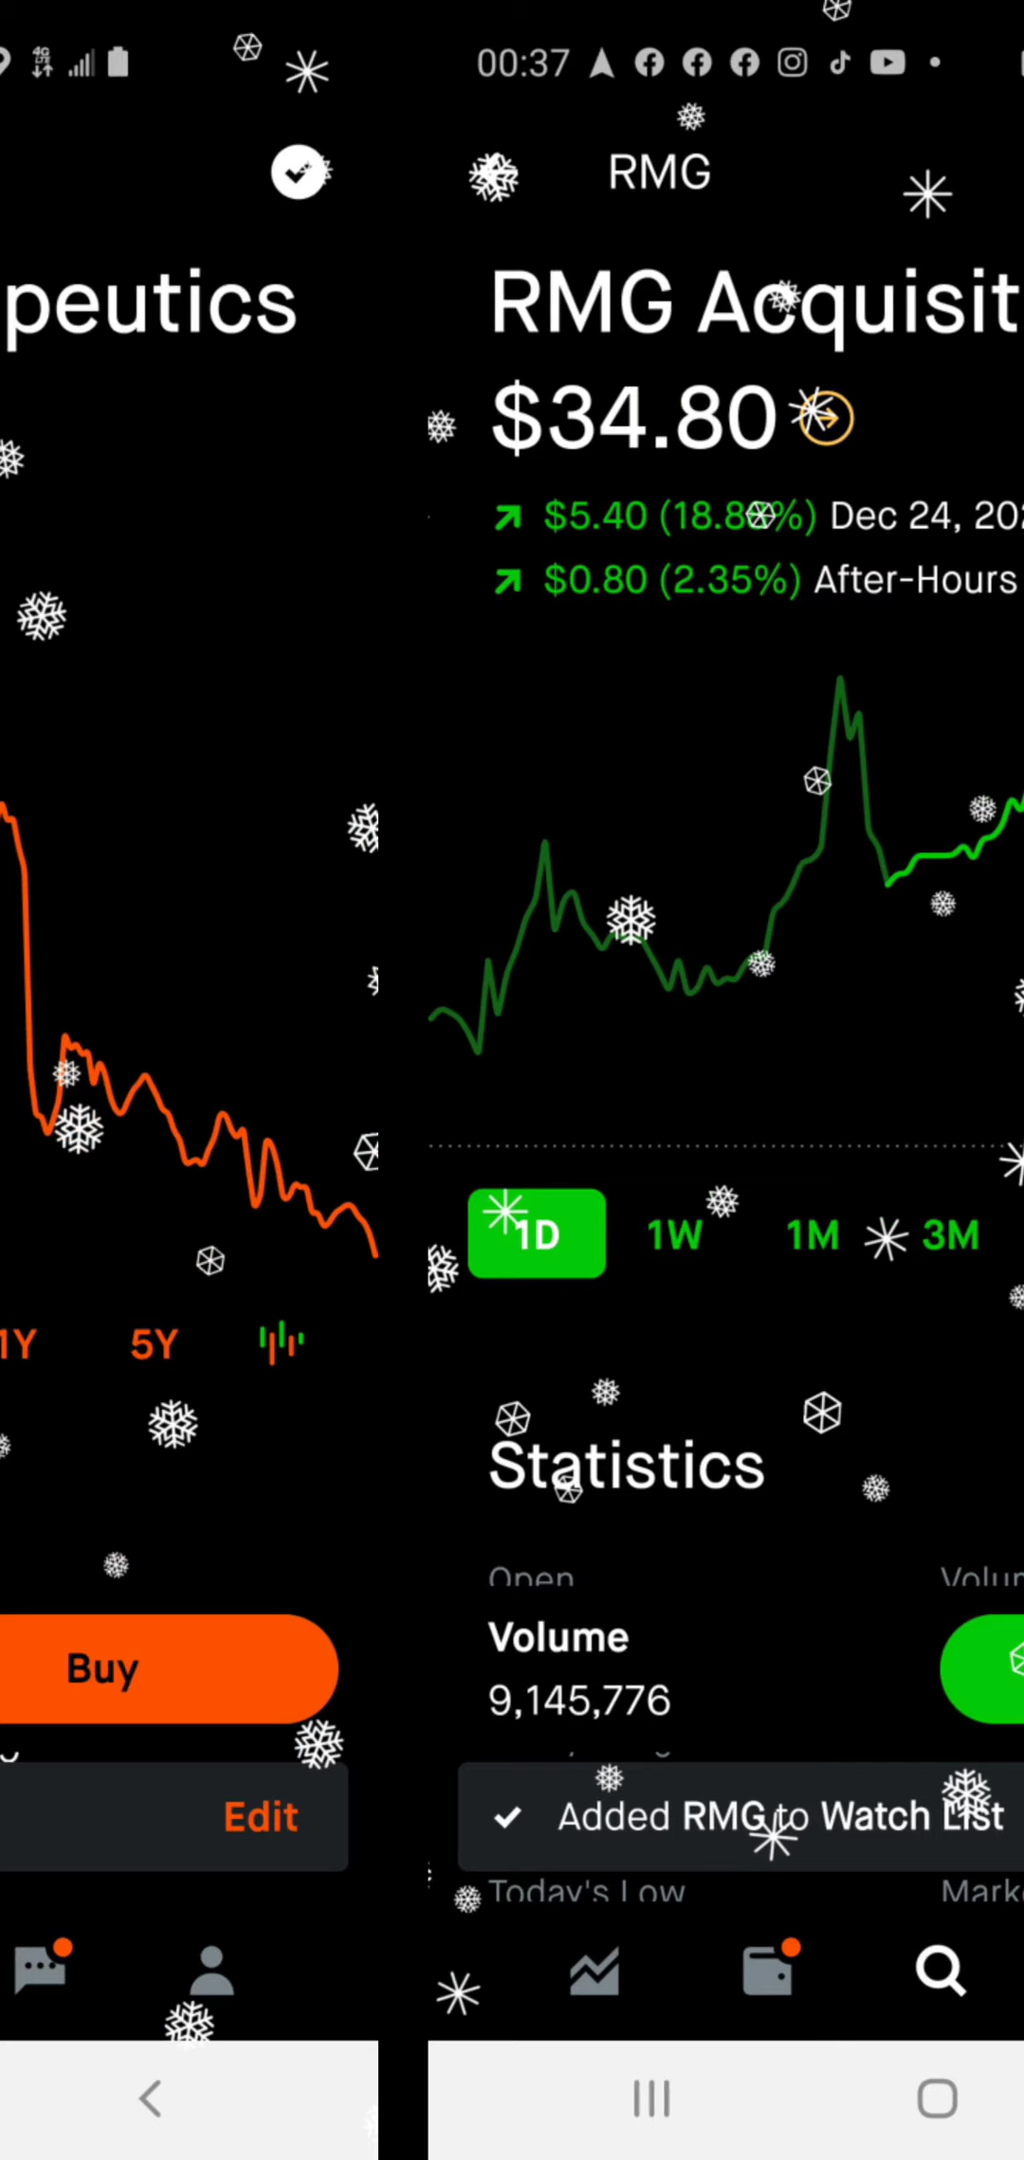 4G
peutics
1Y
5Y
Buy
Edit
00:37
RMG
RMG Acquisit
$34.80
$5.40 (18.8 %) Dec 24, 20
$0.80 (2.35%) After-Hours
1D 1W 1M 3M
Statistics
Open
Volume
9,145,776
Added RMG to Watch List
Today's Low
Mark